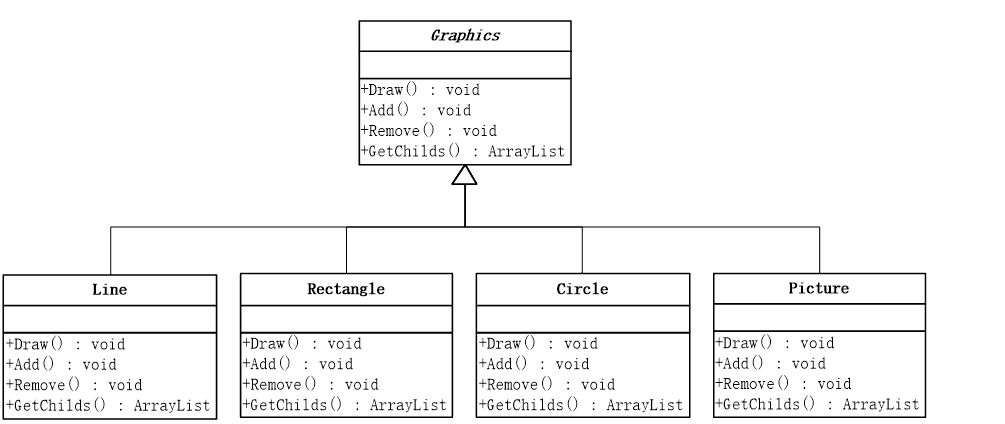 Graphics
+Draw() : void
+Add() : void
+Remove() : void
+GetChilds() : ArrayList
Line
+Draw() : void
+Add() : void
+Remove() : void
+GetChilds() : ArrayList
Rectangle
+Draw() : void
+Add() : void
+Remove() : void
+GetChilds() : ArrayList
Circle
+Draw() : void
+Add() : void
+Remove() : void
+GetChilds() : ArrayList
Picture
+Draw() : void
+Add() : void
+Remove() : void
+GetChilds() : ArrayList